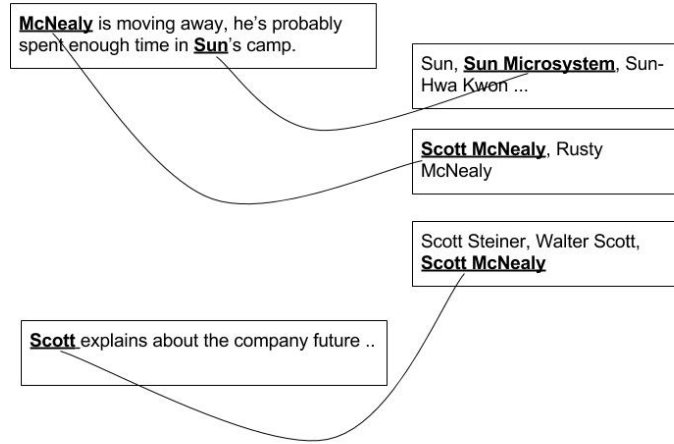 McNealy is moving away, he's probably
spent enough time in Sun's camp.
Sun, Sun Microsystem, Sun-
Hwa Kwon ...
Scott McNealy, Rusty
McNealy
Scott Steiner, Walter Scott,
Scott McNealy
Scott explains about the company future ..